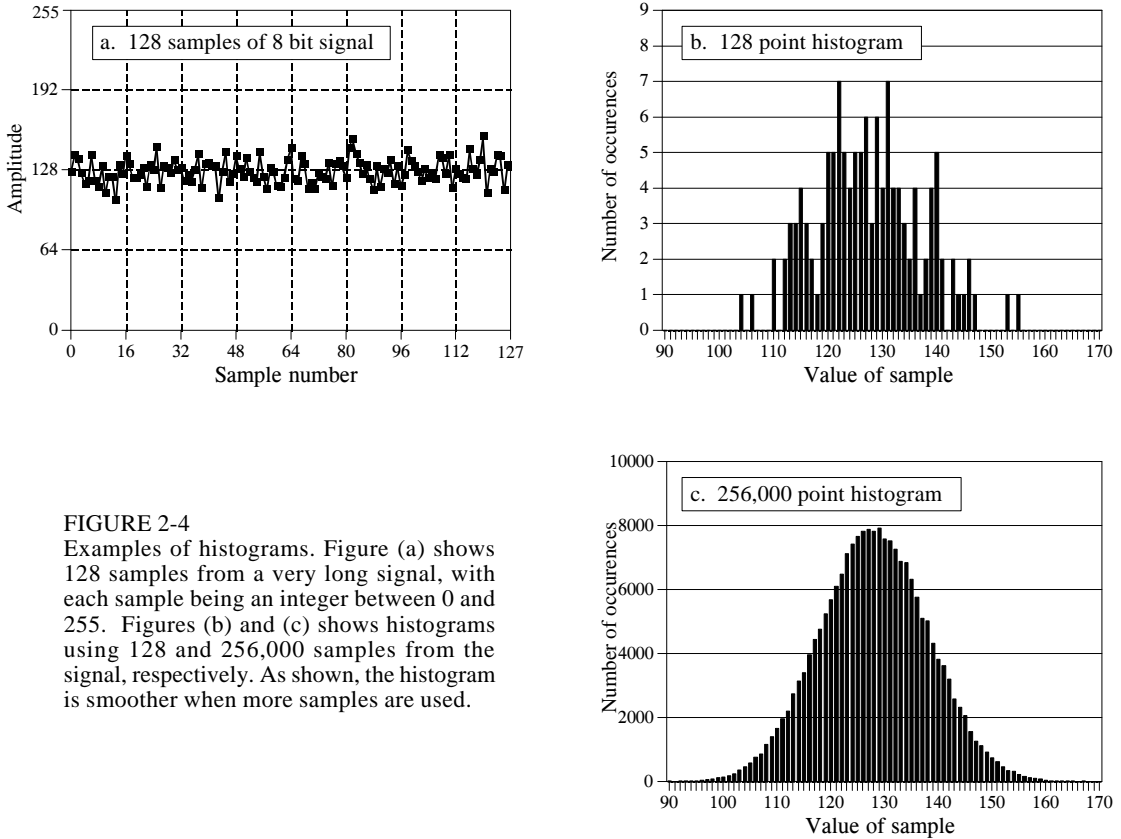 255
192
128
64
0
Amplitude
a. 128 samples of 8 bit signal
0 16 32 48 64 80 96 112 127
Sample number
9
8
7
6
5
4
3
2
1
0
Number of occurences
b. 128 point histogram
90 100 110 120 130 140 150 160 170
Value of sample
FIGURE 2-4
Examples of histograms. Figure (a) shows
128 samples from a very long signal, with
each sample being an integer between 0 and
255. Figures (b) and (c) shows histograms
using 128 and 256,000 samples from the
signal, respectively. As shown, the histogram
is smoother when more samples are used.
10000
8000
6000
4000
2000
0
Number of occurences
c. 256,000 point histogram
90 100 110 120 130 140 150 160 170
Value of sample